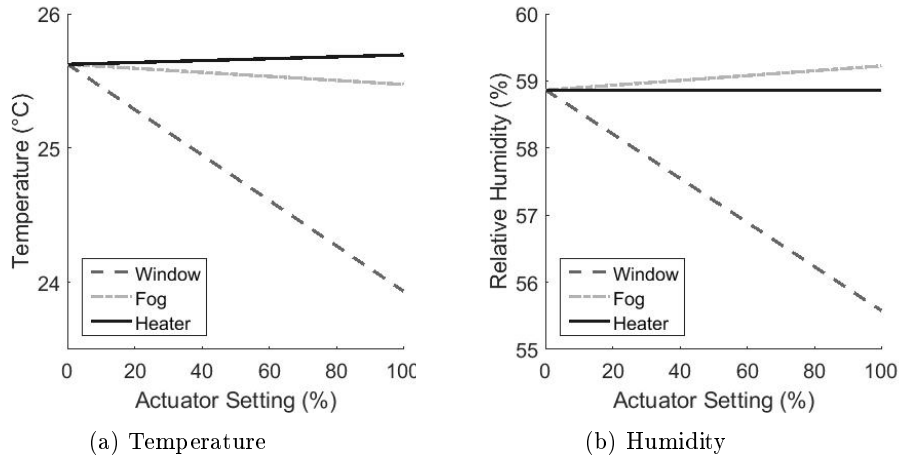 26
25
24
Temperature (°C)
Window
Fog
Heater
0 20 40 60 80 100
Actuator Setting (%)
(a) Temperature
60
59
58
57
56
55
Relative Humidity (%)
Window
Fog
Heater
0 20 40 60 80 100
Actuator Setting (%)
(b) Humidity